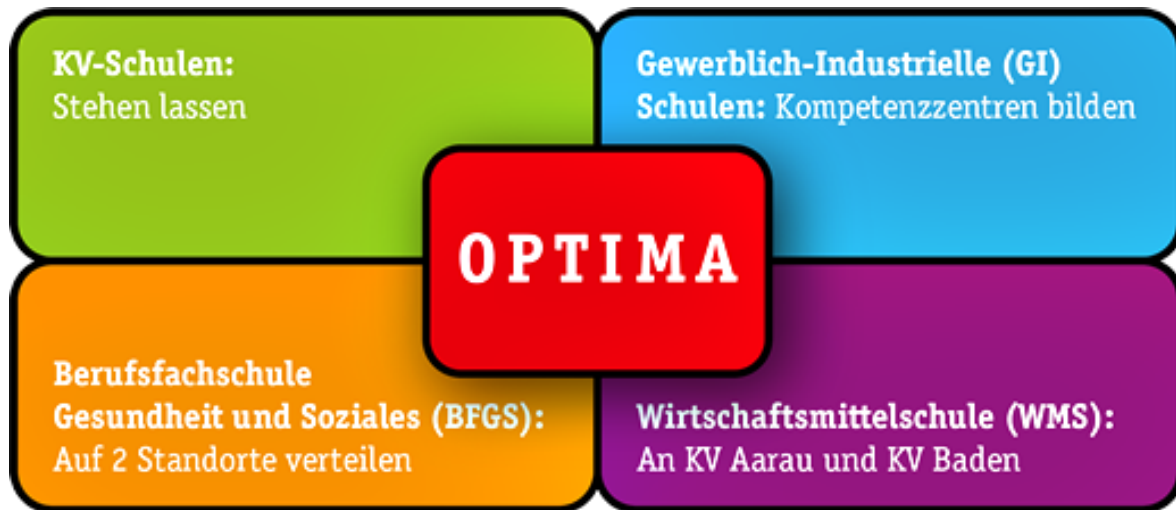 KV-Schulen:
Stehen lassen
Gewerblich-Industrielle (GI)
Schulen: Kompetenzzentren bilden
OPTIMA
Berufsfachschule
Gesundheit und Soziales (BFGS):
Auf 2 Standorte verteilen
Wirtschaftsmittelschule (WMS):
An KV Aarau und KV Baden